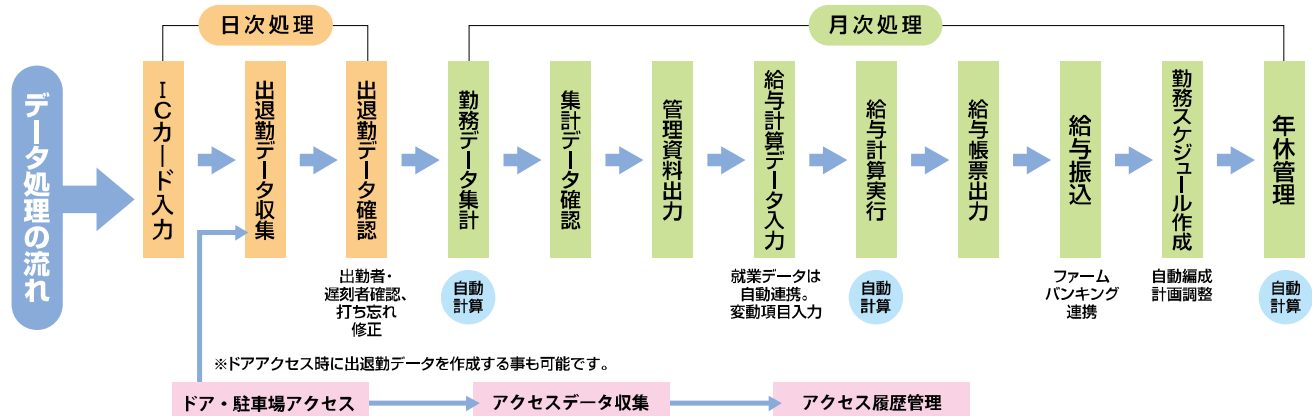 日次処理
月次処理
データ処理の流れ
ICカード入力
出退勤データ収集
出退勤データ確認
勤務データ集計
集計データ確認
管理資料出力
給与計算データ入力
給与計算実行
給与帳票出力
給与振込
勤務スケジュール作成
年休管理
出勤者・
遅刻者確認、
打ち忘れ
修正
自動
計算
就業データは
自動連携。
変動項目入力
自動
計算
ファーム
バンキング
連携
自動編成
計画調整
自動
計算
※ドアアクセス時に出退勤データを作成する事も可能です。
ドア・駐車場アクセス
アクセスデータ収集
アクセス履歴管理